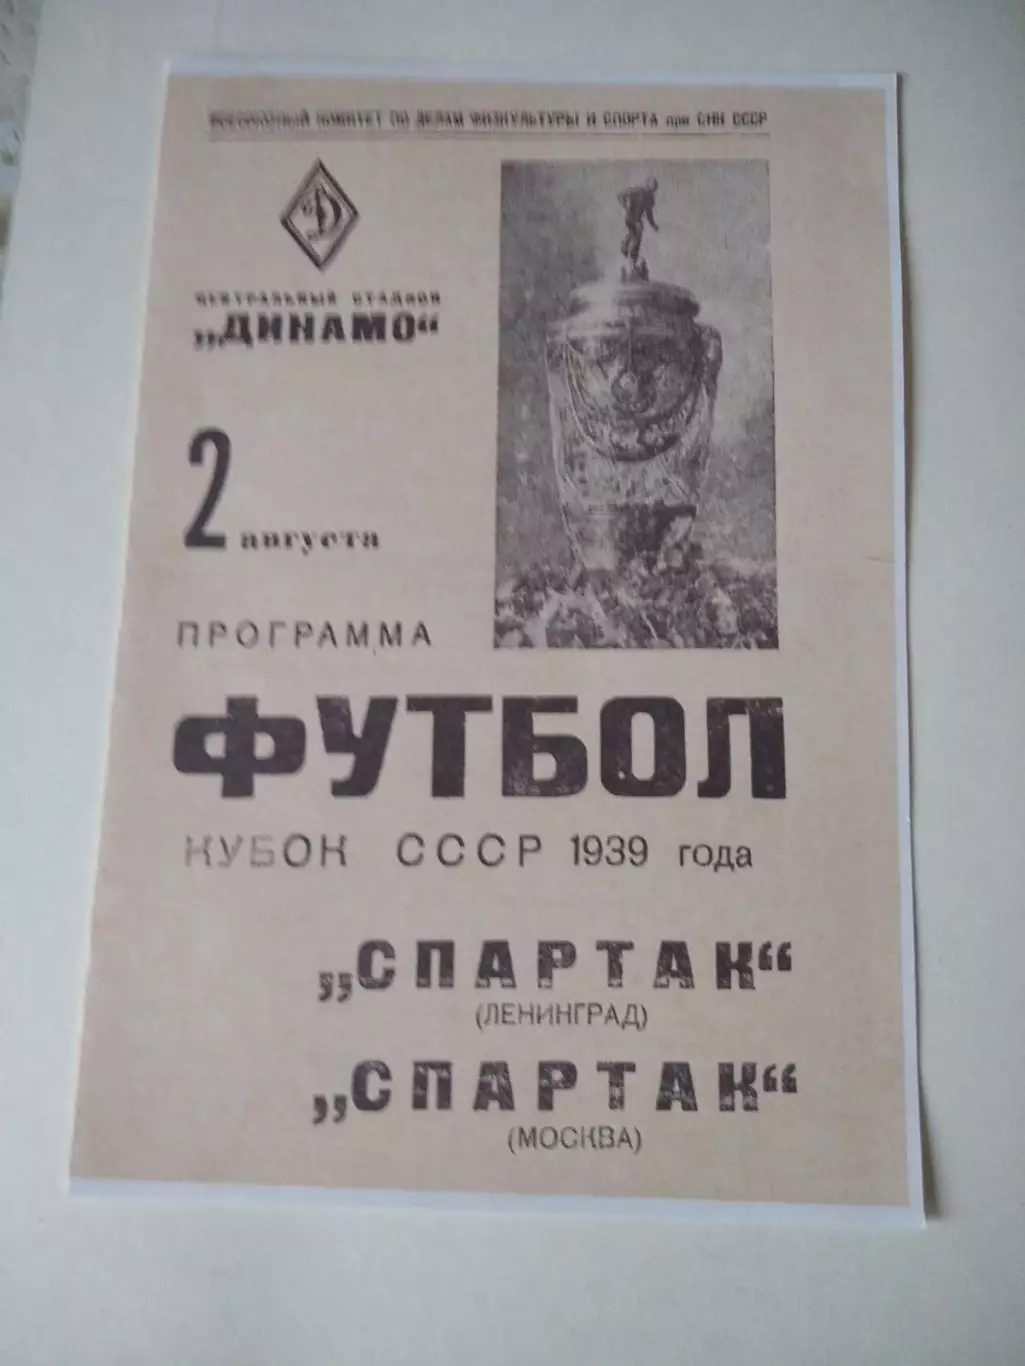 ВСЕСОЮЗНЫЙ КОМИТЕТ ПО ДЕЛАМ ФИЗКУЛЬТУРЫ И СПОРТА при СНК СССР
Д
ЦЕНТРАЛЬНЫЙ СТАДИОН
„ДИНАМО“
2 августа
ПРОГРАММА
ФУТБОЛ
КУБОК СССР 1939 года
„СПАРТАК“
(ЛЕНИНГРАД)
„СПАРТАК“
(МОСКВА)